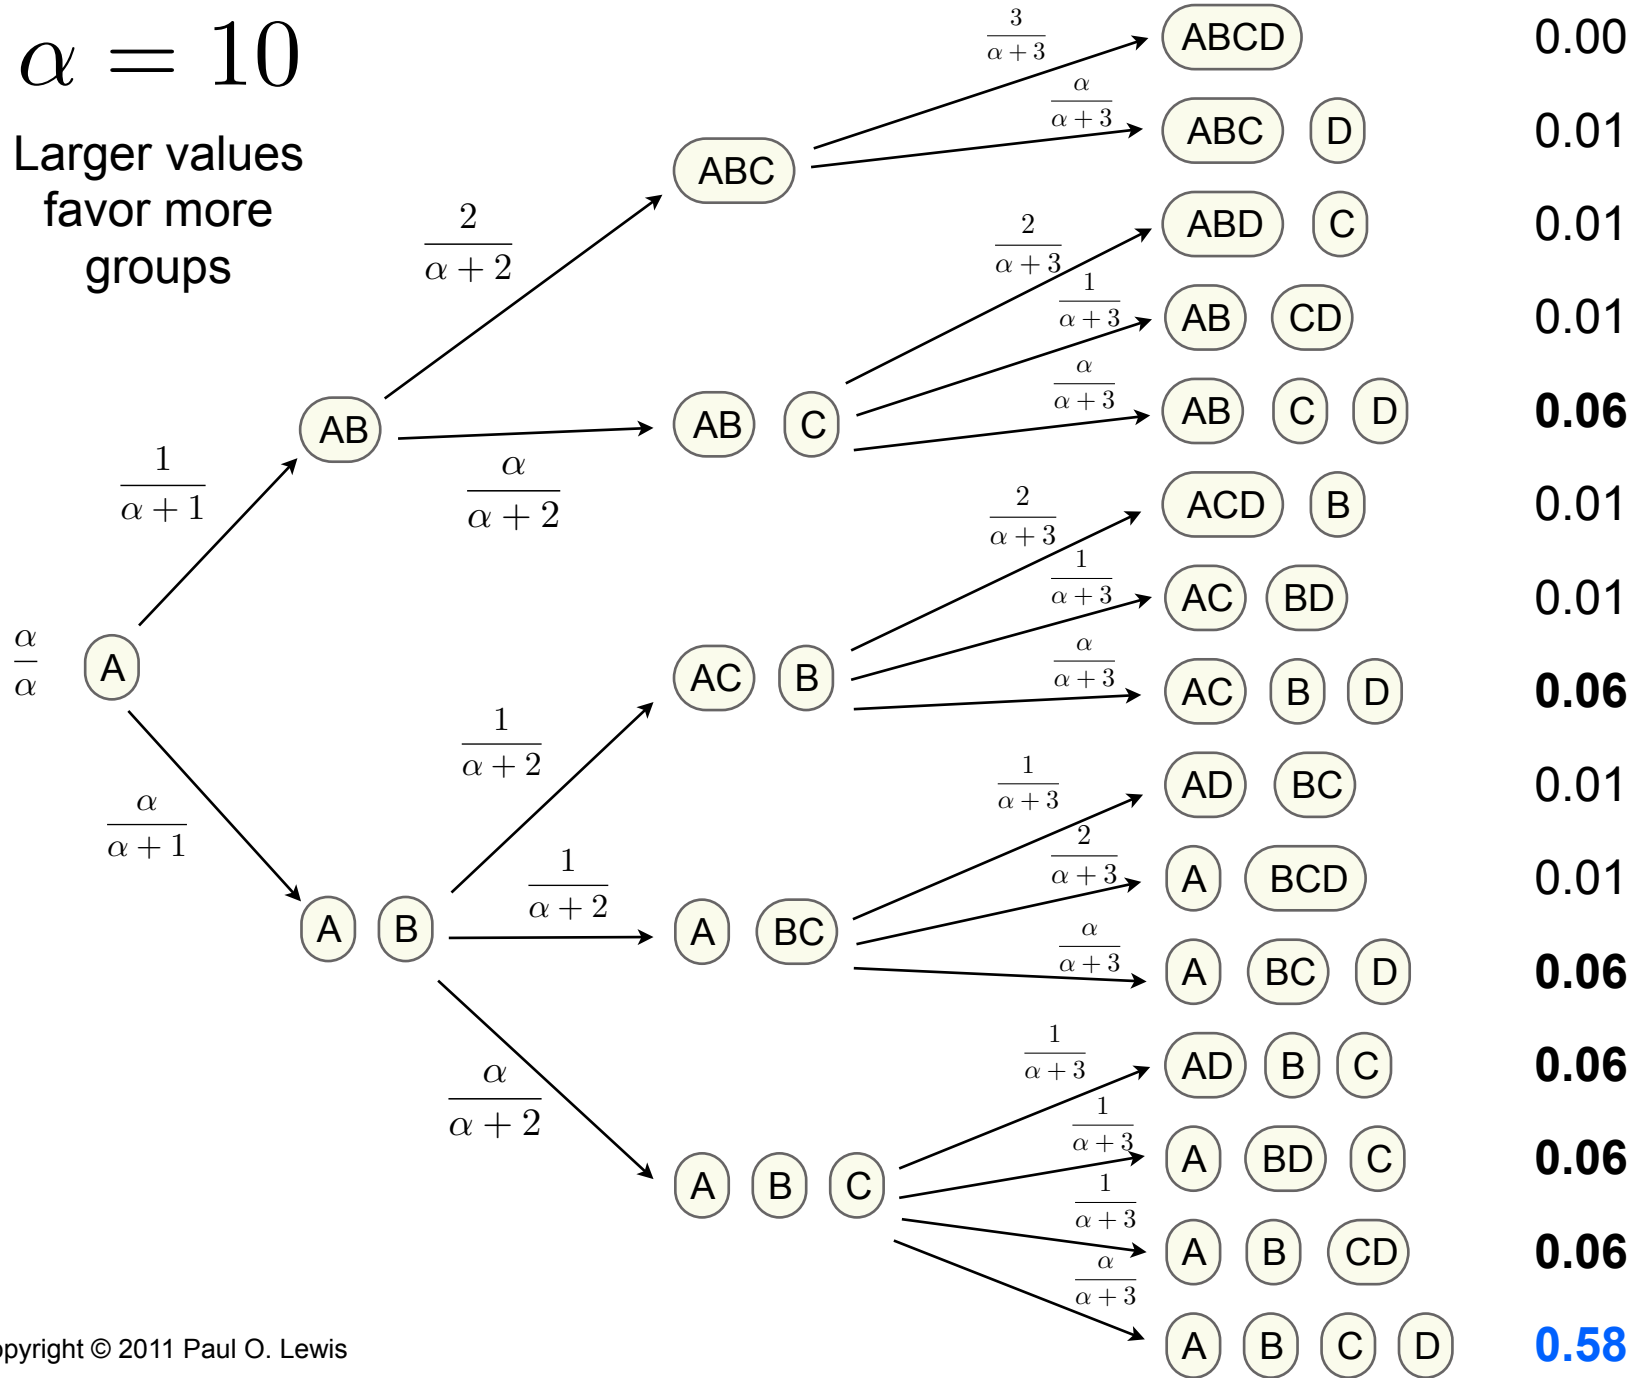 α = 10
Larger values
favor more
groups
α/α
A
1/(α + 1)
α/(α + 1)
AB
A B
2/(α + 2)
α/(α + 2)
1/(α + 2)
1/(α + 2)
α/(α + 2)
ABC
AB C
AC B
A BC
A B C
3/(α + 3)
ABCD 0.00
α/(α + 3)
ABC D 0.01
2/(α + 3)
ABD C 0.01
1/(α + 3)
AB CD 0.01
α/(α + 3)
AB C D 0.06
2/(α + 3)
ACD B 0.01
1/(α + 3)
AC BD 0.01
α/(α + 3)
AC B D 0.06
1/(α + 3)
AD BC 0.01
2/(α + 3)
A BCD 0.01
α/(α + 3)
A BC D 0.06
1/(α + 3)
AD B C 0.06
1/(α + 3)
A BD C 0.06
1/(α + 3)
A B CD 0.06
α/(α + 3)
A B C D 0.58
opyright © 2011 Paul O. Lewis